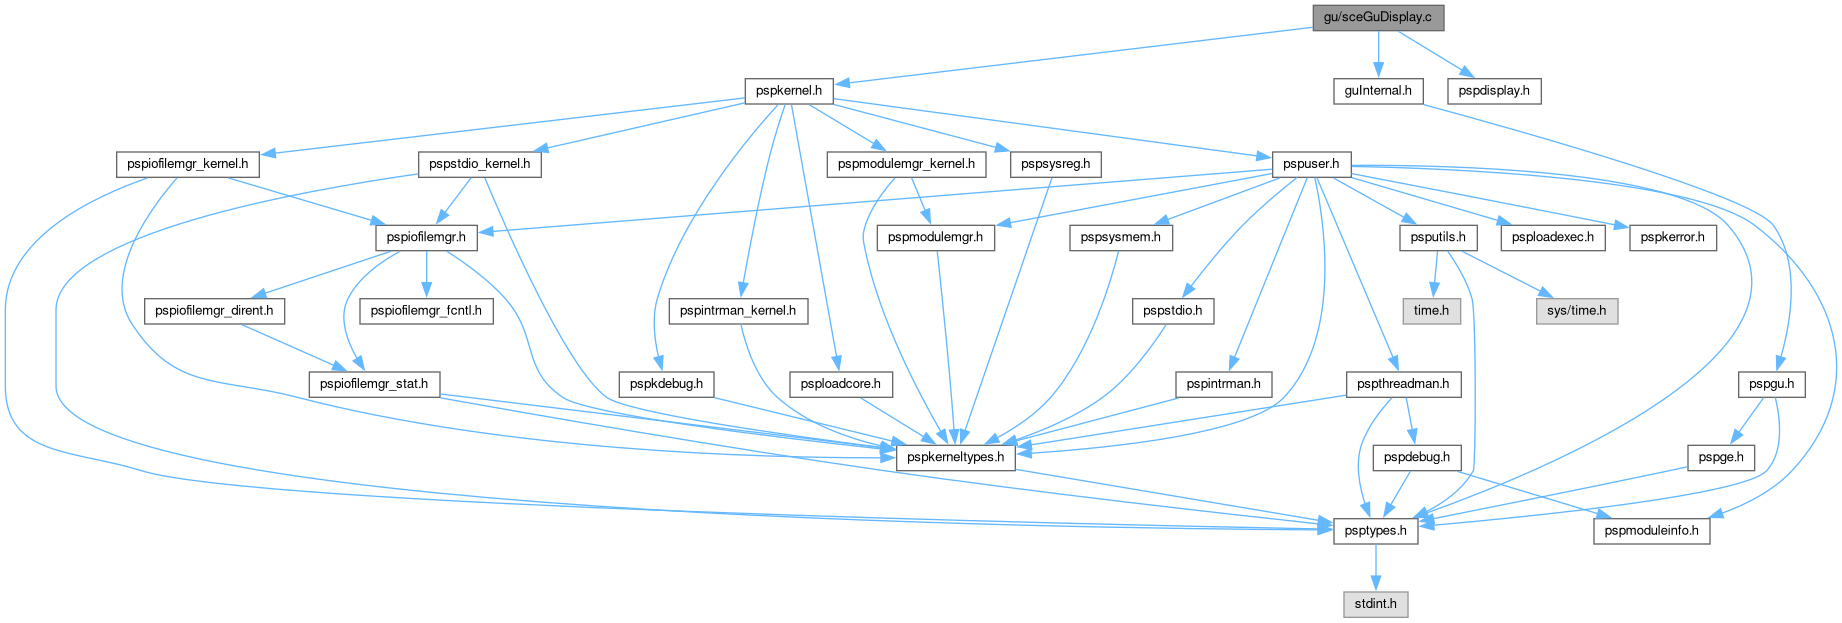 gu/sceGuDisplay.c
pspkernel.h
guInternal.h
pspdisplay.h
pspiofilemgr_kernel.h
pspstdio_kernel.h
pspmodulemgr_kernel.h
pspsysreg.h
pspuser.h
pspiofilemgr.h
pspmodulemgr.h
pspsysmem.h
psputils.h
psploadexec.h
pspkerror.h
pspiofilemgr_dirent.h
pspiofilemgr_fcntl.h
pspintrman_kernel.h
pspstdio.h
time.h
sys/time.h
pspiofilemgr_stat.h
pspkdebug.h
psploadcore.h
pspintrman.h
pspthreadman.h
pspgu.h
pspkerneltypes.h
pspdebug.h
pspge.h
psptypes.h
pspmoduleinfo.h
stdint.h